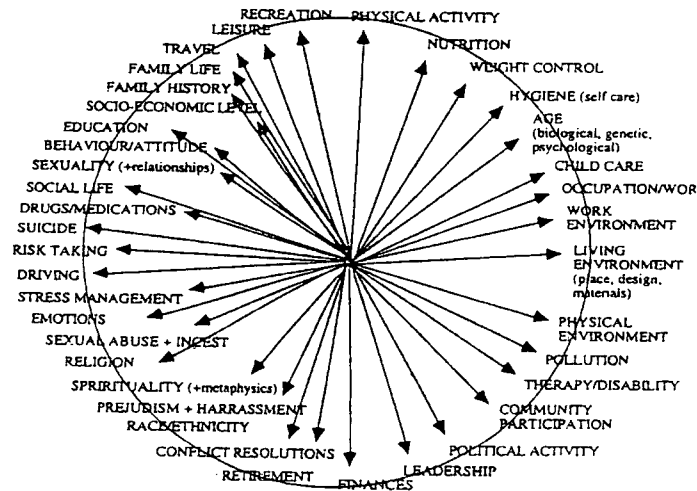 RECREATION
PHYSICAL ACTIVITY
LEISURE
NUTRITION
TRAVEL
WEIGHT CONTROL
FAMILY LIFE
FAMILY HISTORY
HYGIENE (self care)
SOCIO-ECONOMIC LEVEL
AGE
(biological, genetic,
psychological)
EDUCATION
BEHAVIOUR/ATTITUDE
SEXUALITY (+relationships)
CHILD CARE
SOCIAL LIFE
OCCUPATION/WOR
DRUGS/MEDICATIONS
WORK
ENVIRONMENT
SUICIDE
RISK TAKING
LIVING
ENVIRONMENT
(place, design,
materials)
DRIVING
STRESS MANAGEMENT
EMOTIONS
PHYSICAL
ENVIRONMENT
SEXUAL ABUSE + INCEST
RELIGION
POLLUTION
SPRIRITUALITY (+metaphysics)
THERAPY/DISABILITY
PREJUDISM + HARRASSMENT
COMMUNITY
PARTICIPATION
RACE/ETHNICITY
CONFLICT RESOLUTIONS
POLITICAL ACTIVITY
RETIREMENT
LEADERSHIP
FINANCES